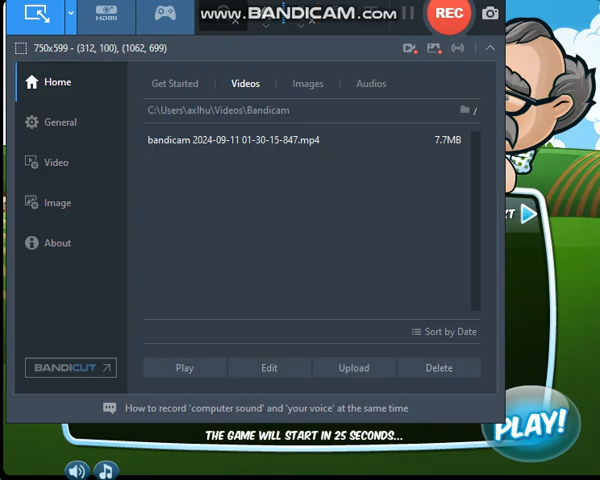 HDMI
www.BANDICAM.com
REC
750x599 - (312, 100), (1062, 699)
Home
Get Started
Videos
Images
Audios
General
C:\Users\axlhu\Videos\Bandicam
/
bandicam 2024-09-11 01-30-15-847.mp4
7.7MB
Video
Image
About
Sort by Date
BANDICUT
Play
Edit
Upload
Delete
How to record 'computer sound' and 'your voice' at the same time
PLAY!
THE GAME WILL START IN 25 SECONDS...